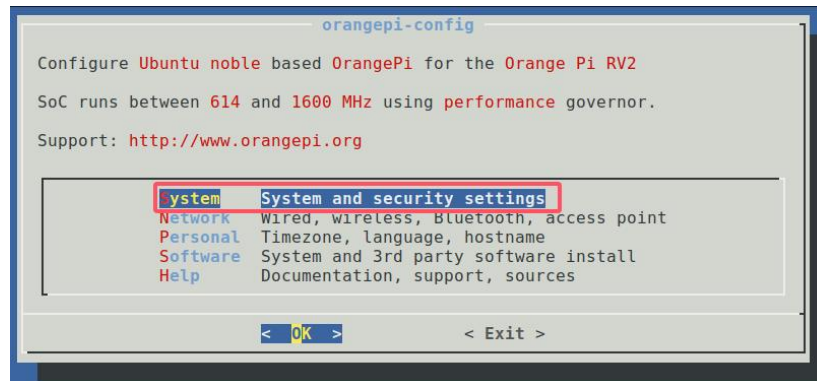 orangepi-config
Configure Ubuntu noble based OrangePi for the Orange Pi RV2
SoC runs between 614 and 1600 MHz using performance governor.
Support: http://www.orangepi.org
System System and security settings
Network Wired, wireless, Bluetooth, access point
Personal Timezone, language, hostname
Software System and 3rd party software install
Help Documentation, support, sources
< OK > < Exit >